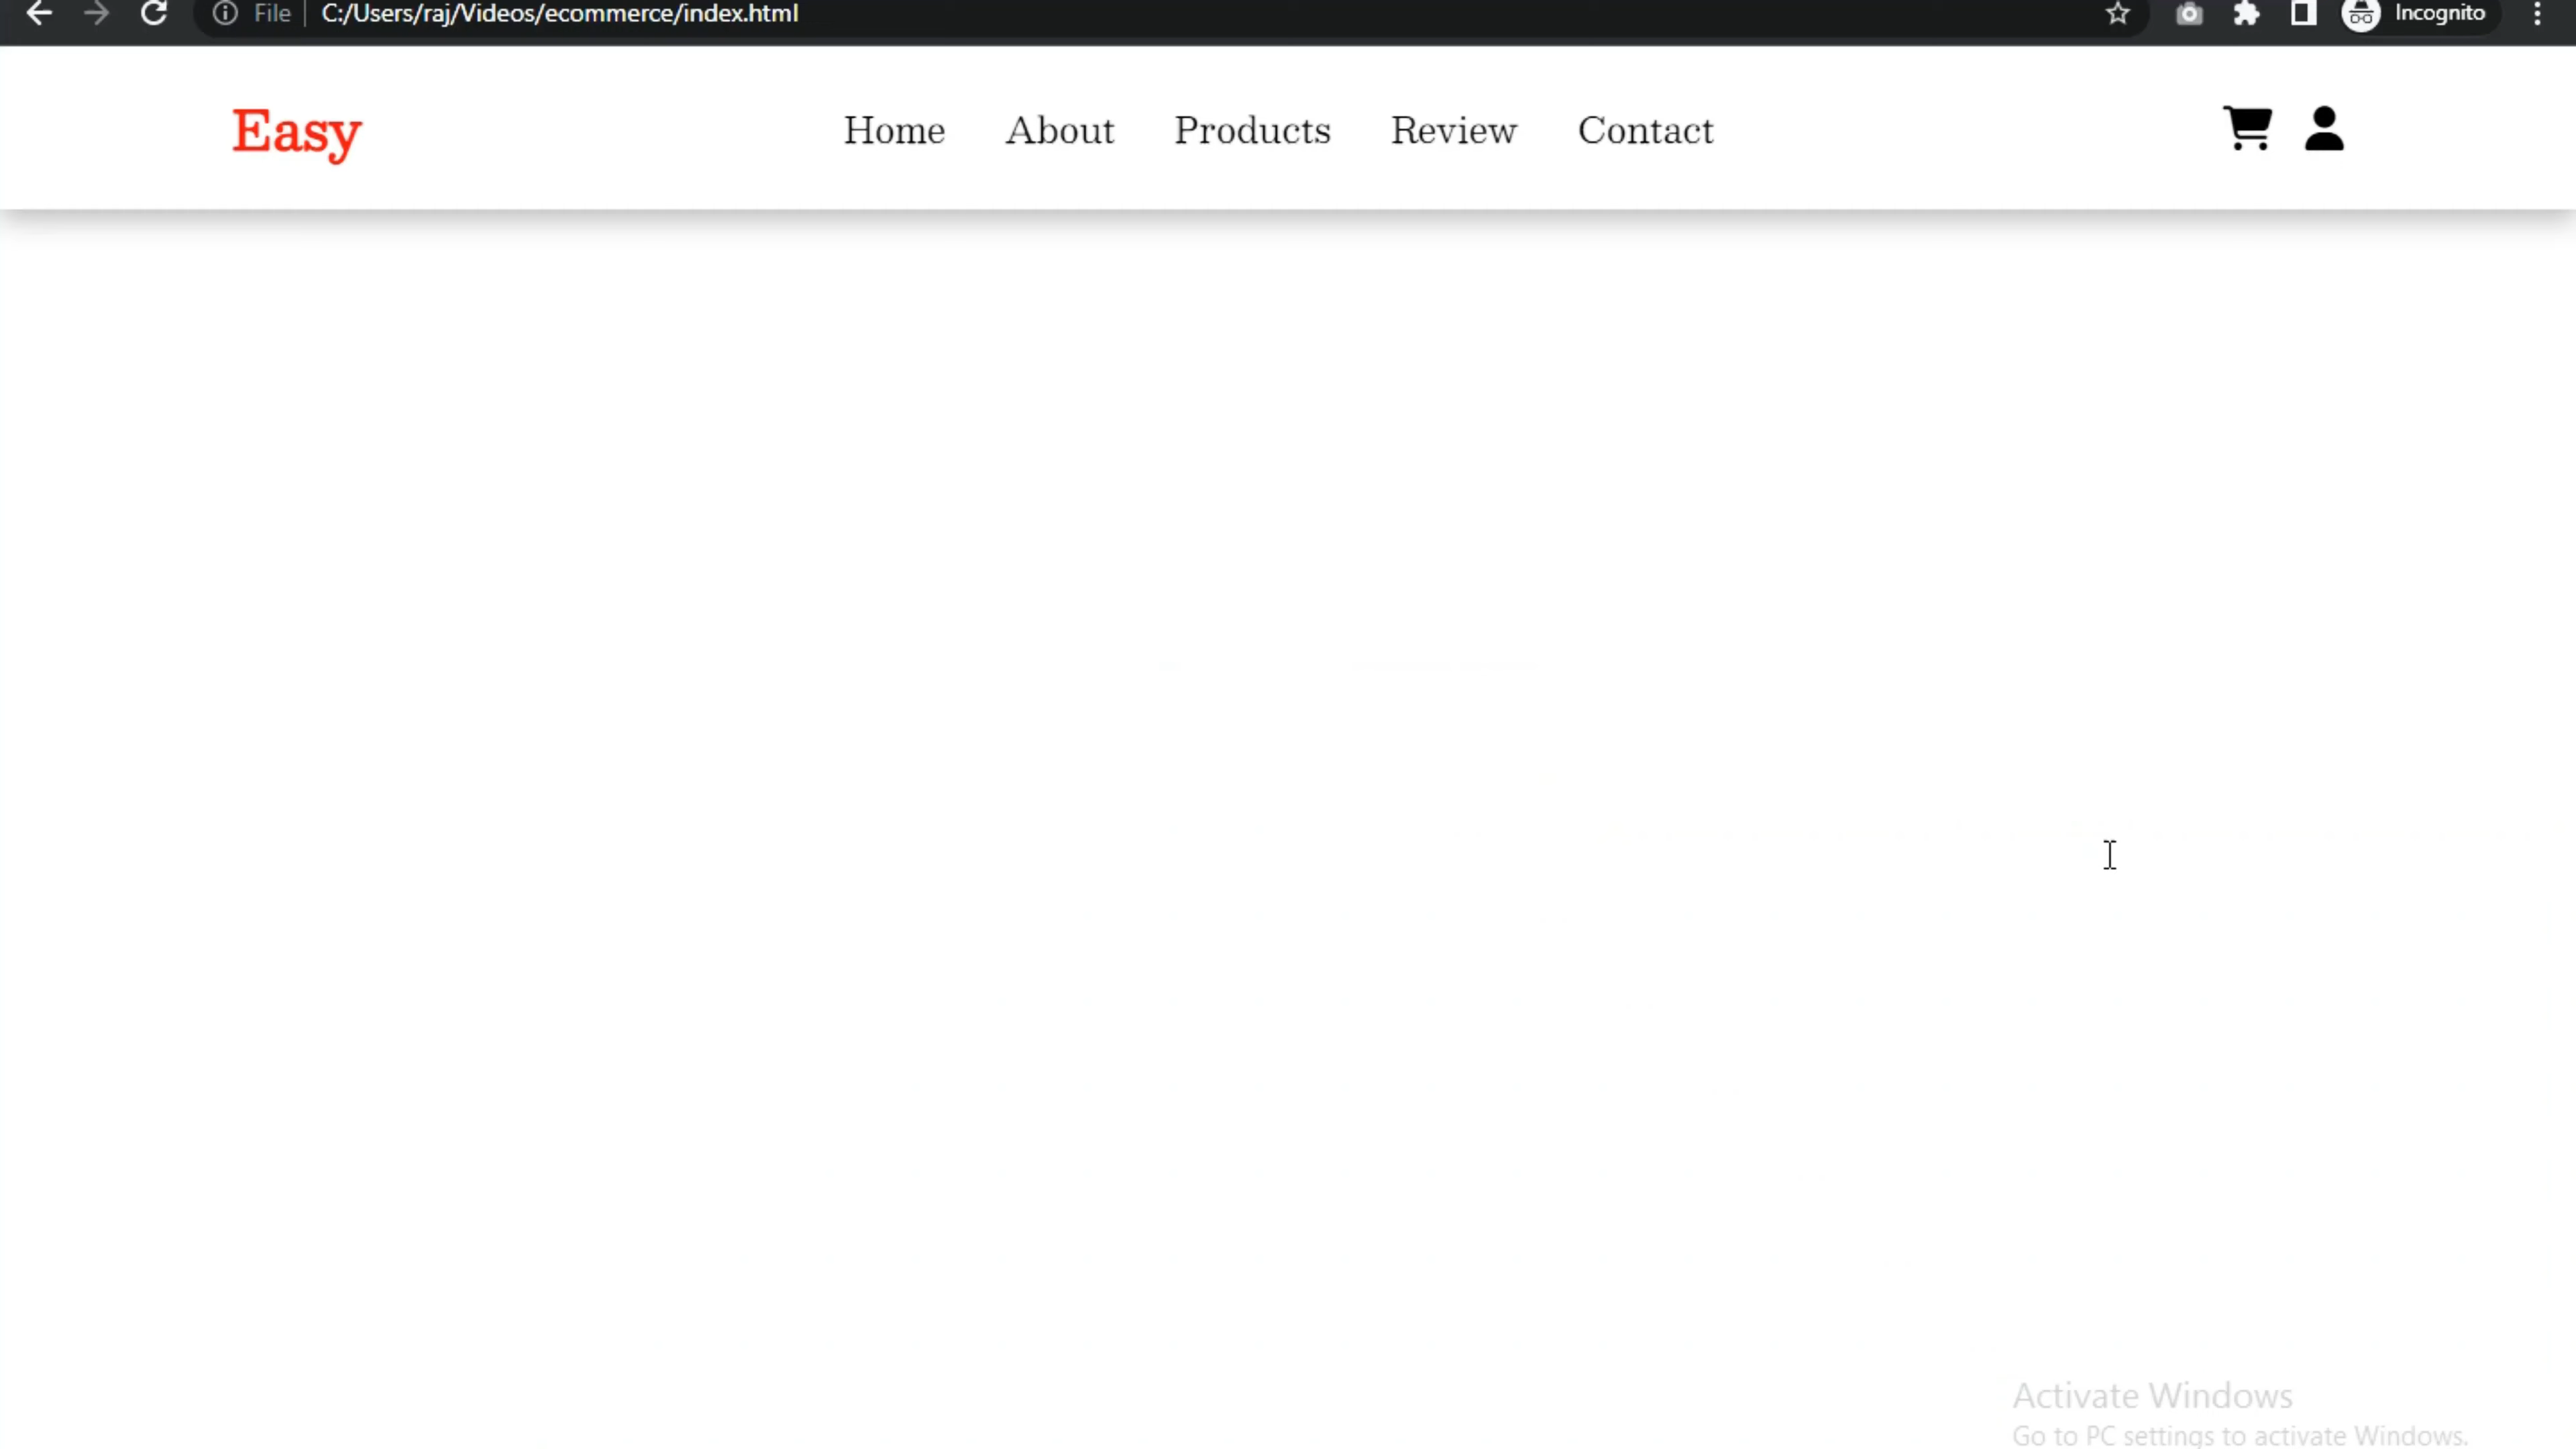 File C:/Users/raj/Videos/ecommerce/index.html Incognito
Easy Home About Products Review Contact
Activate Windows
Go to PC settings to activate Windows.